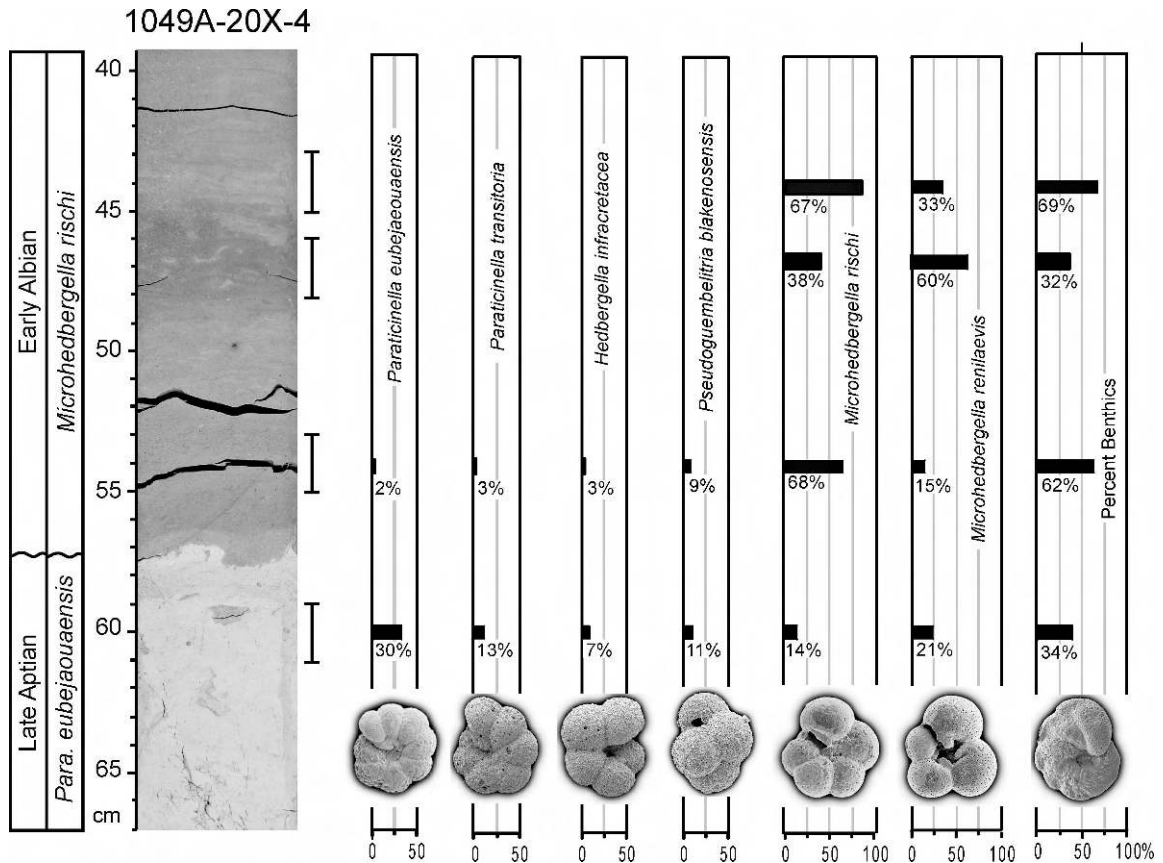 1049A-20X-4
40
45
50
55
60
65
cm
Early Albian
Microhedbergella rischi
Late Aptian
Para. eubejaouaensis
Paraticinella eubejaeouaensis
2%
30%
0 50
Paraticinella transitoria
3%
13%
0 50
Hedbergella infracretacea
3%
7%
0 50
Pseudoguembelitria blakenosensis
9%
11%
0 50
Microhedbergella rischi
67%
38%
68%
14%
0 50 100
Microhedbergella renilaevis
33%
60%
15%
21%
0 50 100
Percent Benthics
69%
32%
62%
34%
0 50 100%